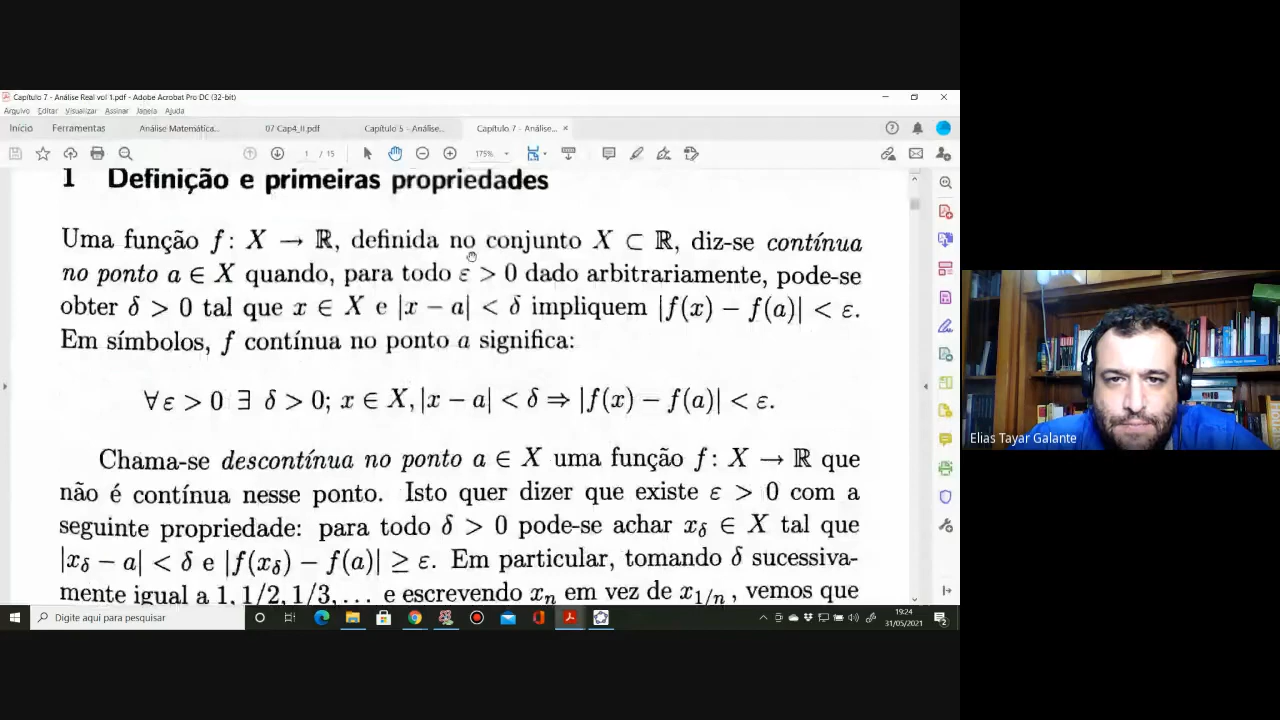 Capítulo 7 - Análise Real vol 1.pdf - Adobe Acrobat Pro DC (32-bit)
Arquivo Editar Visualizar Assinar Janela Ajuda
Início Ferramentas Análise Matemática... 07 Cap4_II.pdf Capítulo 5 - Análise... Capítulo 7 - Análise... ×
1 / 15 175%
1 Definição e primeiras propriedades
Uma função f: X → ℝ, definida no conjunto X ⊂ ℝ, diz-se contínua
no ponto a ∈ X quando, para todo ε > 0 dado arbitrariamente, pode-se
obter δ > 0 tal que x ∈ X e |x − a| < δ impliquem |f(x) − f(a)| < ε.
Em símbolos, f contínua no ponto a significa:
∀ ε > 0 ∃ δ > 0; x ∈ X, |x − a| < δ ⇒ |f(x) − f(a)| < ε.
Chama-se descontínua no ponto a ∈ X uma função f: X → ℝ que
não é contínua nesse ponto. Isto quer dizer que existe ε > 0 com a
seguinte propriedade: para todo δ > 0 pode-se achar x_δ ∈ X tal que
|x_δ − a| < δ e |f(x_δ) − f(a)| ≥ ε. Em particular, tomando δ sucessiva-
mente igual a 1, 1/2, 1/3, ... e escrevendo x_n em vez de x_{1/n}, vemos que
Elias Tayar Galante
Digite aqui para pesquisar
19:24
31/05/2021
2